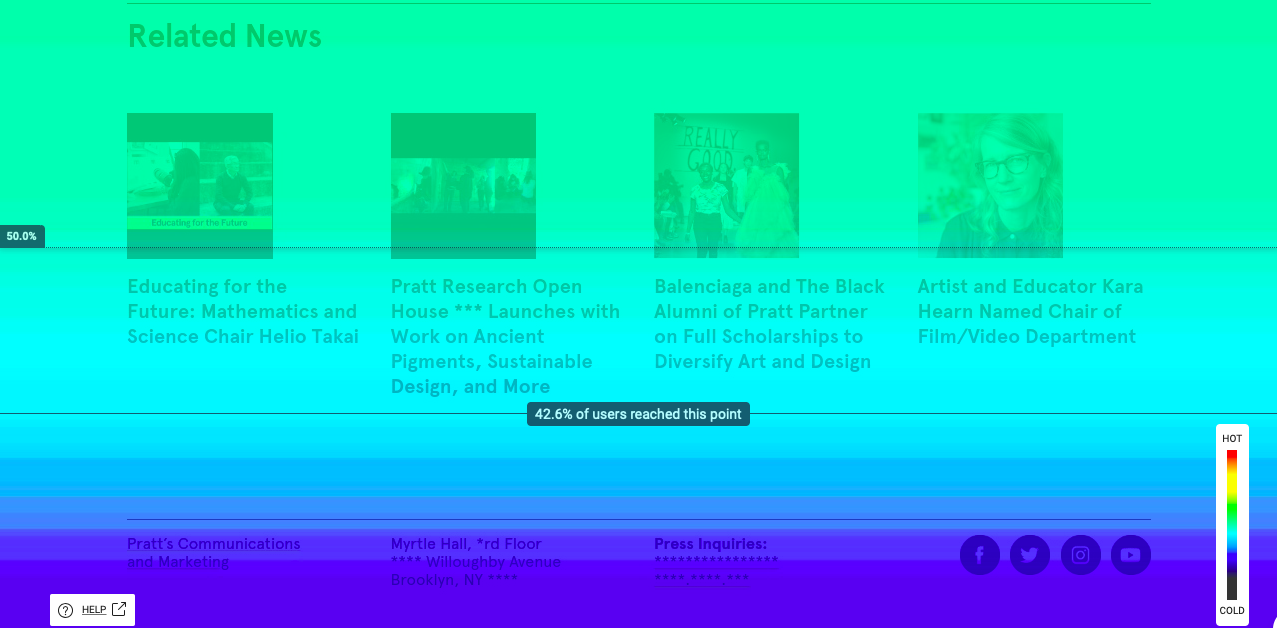 Related News
REALLY
GOOD
Educating for the Future
50.0%
Educating for the
Future: Mathematics and
Science Chair Helio Takai
Pratt Research Open
House *** Launches with
Work on Ancient
Pigments, Sustainable
Design, and More
Balenciaga and The Black
Alumni of Pratt Partner
on Full Scholarships to
Diversify Art and Design
Artist and Educator Kara
Hearn Named Chair of
Film/Video Department
42.6% of users reached this point
HOT
COLD
Pratt’s Communications
and Marketing
Myrtle Hall, *rd Floor
**** Willoughby Avenue
Brooklyn, NY ****
Press Inquiries:
****************
****.****.***
HELP